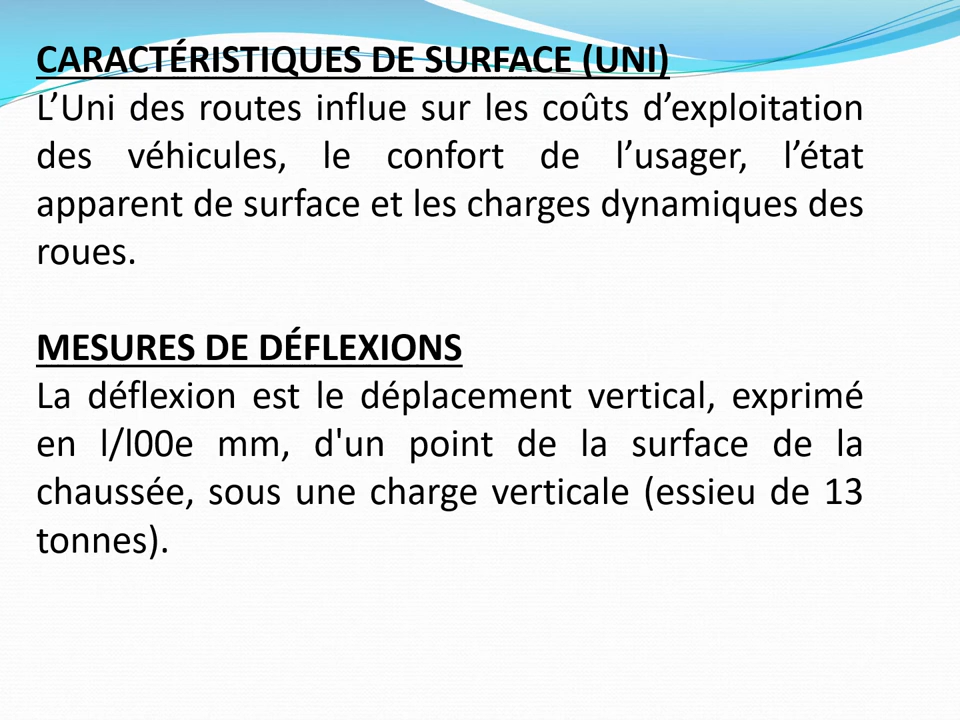 CARACTÉRISTIQUES DE SURFACE (UNI)
L’Uni des routes influe sur les coûts d’exploitation
des véhicules, le confort de l’usager, l’état
apparent de surface et les charges dynamiques des
roues.
MESURES DE DÉFLEXIONS
La déflexion est le déplacement vertical, exprimé
en l/l00e mm, d'un point de la surface de la
chaussée, sous une charge verticale (essieu de 13
tonnes).